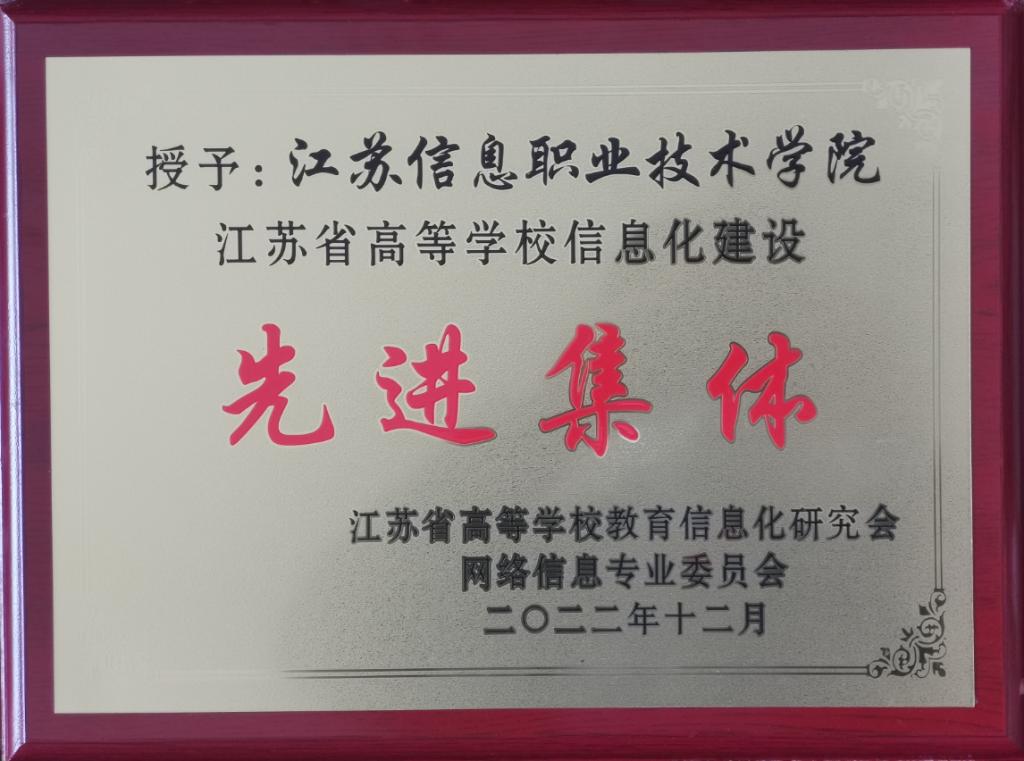 授予：江苏信息职业技术学院
江苏省高等学校信息化建设
先进集体
江苏省高等学校教育信息化研究会
网络信息专业委员会
二〇二二年十二月